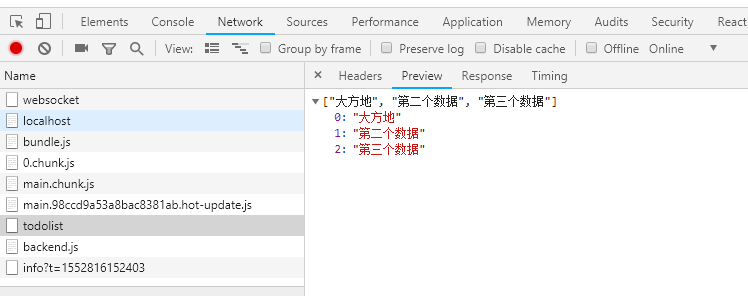 Elements Console Network Sources Performance Application Memory Audits Security React
View: Group by frame Preserve log Disable cache Offline Online
Name
websocket
localhost
bundle.js
0.chunk.js
main.chunk.js
main.98ccd9a53a8bac8381ab.hot-update.js
todolist
backend.js
info?t=1552816152403
× Headers Preview Response Timing
["大方地", "第二个数据", "第三个数据"]
0: "大方地"
1: "第二个数据"
2: "第三个数据"